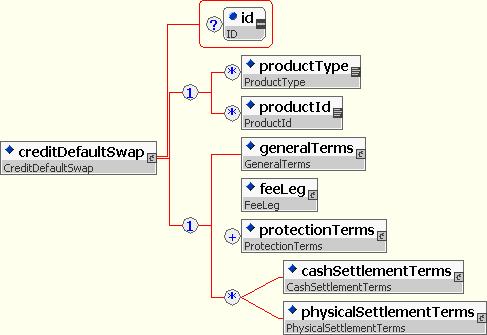 ?
id
ID
*
productType
ProductType
1
*
productId
ProductId
creditDefaultSwap
CreditDefaultSwap
generalTerms
GeneralTerms
feeLeg
FeeLeg
1
+
protectionTerms
ProtectionTerms
cashSettlementTerms
CashSettlementTerms
*
physicalSettlementTerms
PhysicalSettlementTerms